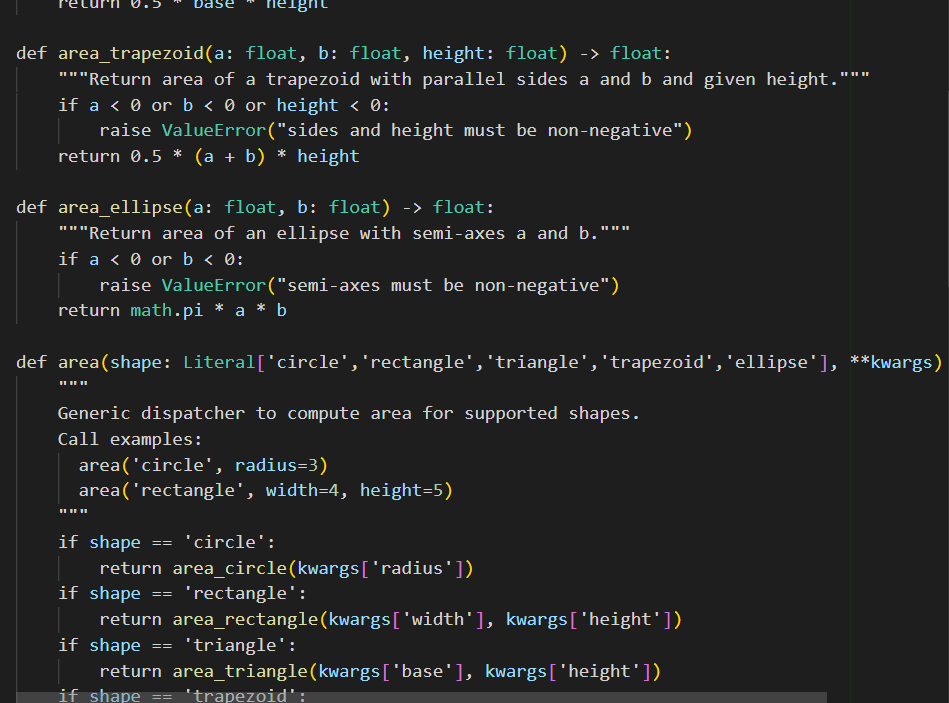 return 0.5 * base * height
def area_trapezoid(a: float, b: float, height: float) -> float:
"""Return area of a trapezoid with parallel sides a and b and given height."""
if a < 0 or b < 0 or height < 0:
raise ValueError("sides and height must be non-negative")
return 0.5 * (a + b) * height
def area_ellipse(a: float, b: float) -> float:
"""Return area of an ellipse with semi-axes a and b."""
if a < 0 or b < 0:
raise ValueError("semi-axes must be non-negative")
return math.pi * a * b
def area(shape: Literal['circle','rectangle','triangle','trapezoid','ellipse'], **kwargs)
"""
Generic dispatcher to compute area for supported shapes.
Call examples:
area('circle', radius=3)
area('rectangle', width=4, height=5)
"""
if shape == 'circle':
return area_circle(kwargs['radius'])
if shape == 'rectangle':
return area_rectangle(kwargs['width'], kwargs['height'])
if shape == 'triangle':
return area_triangle(kwargs['base'], kwargs['height'])
if shape == 'trapezoid':